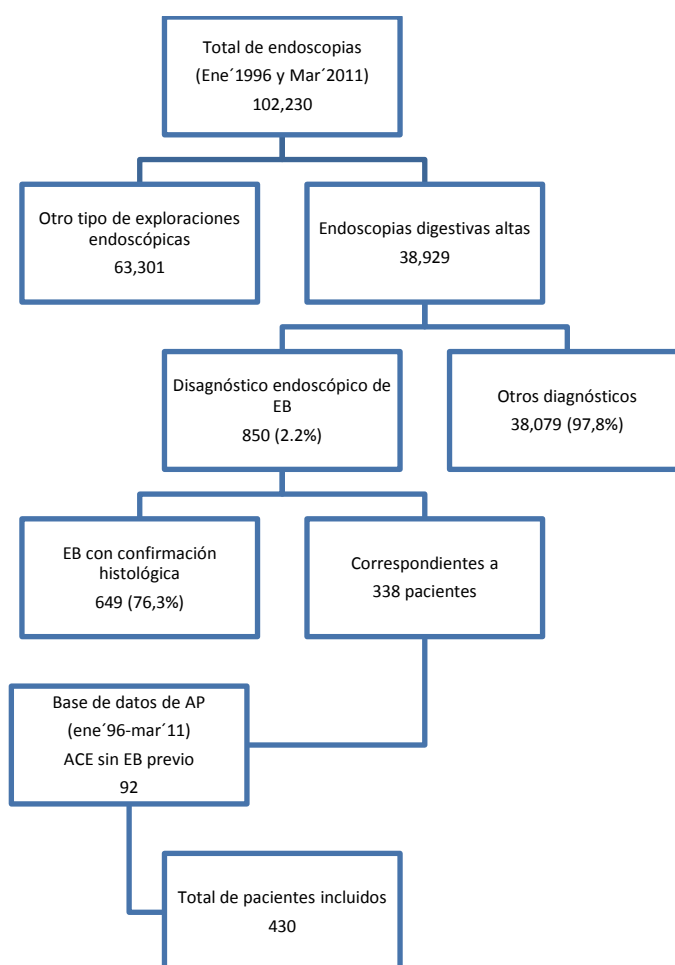 Total de endoscopias
(Ene´1996 y Mar´2011)
102,230
Otro tipo de exploraciones
endoscópicas
63,301
Endoscopias digestivas altas
38,929
Disagnóstico endoscópico de
EB
850 (2.2%)
Otros diagnósticos
38,079 (97,8%)
EB con confirmación
histológica
649 (76,3%)
Correspondientes a
338 pacientes
Base de datos de AP
(ene´96-mar´11)
ACE sin EB previo
92
Total de pacientes incluidos
430